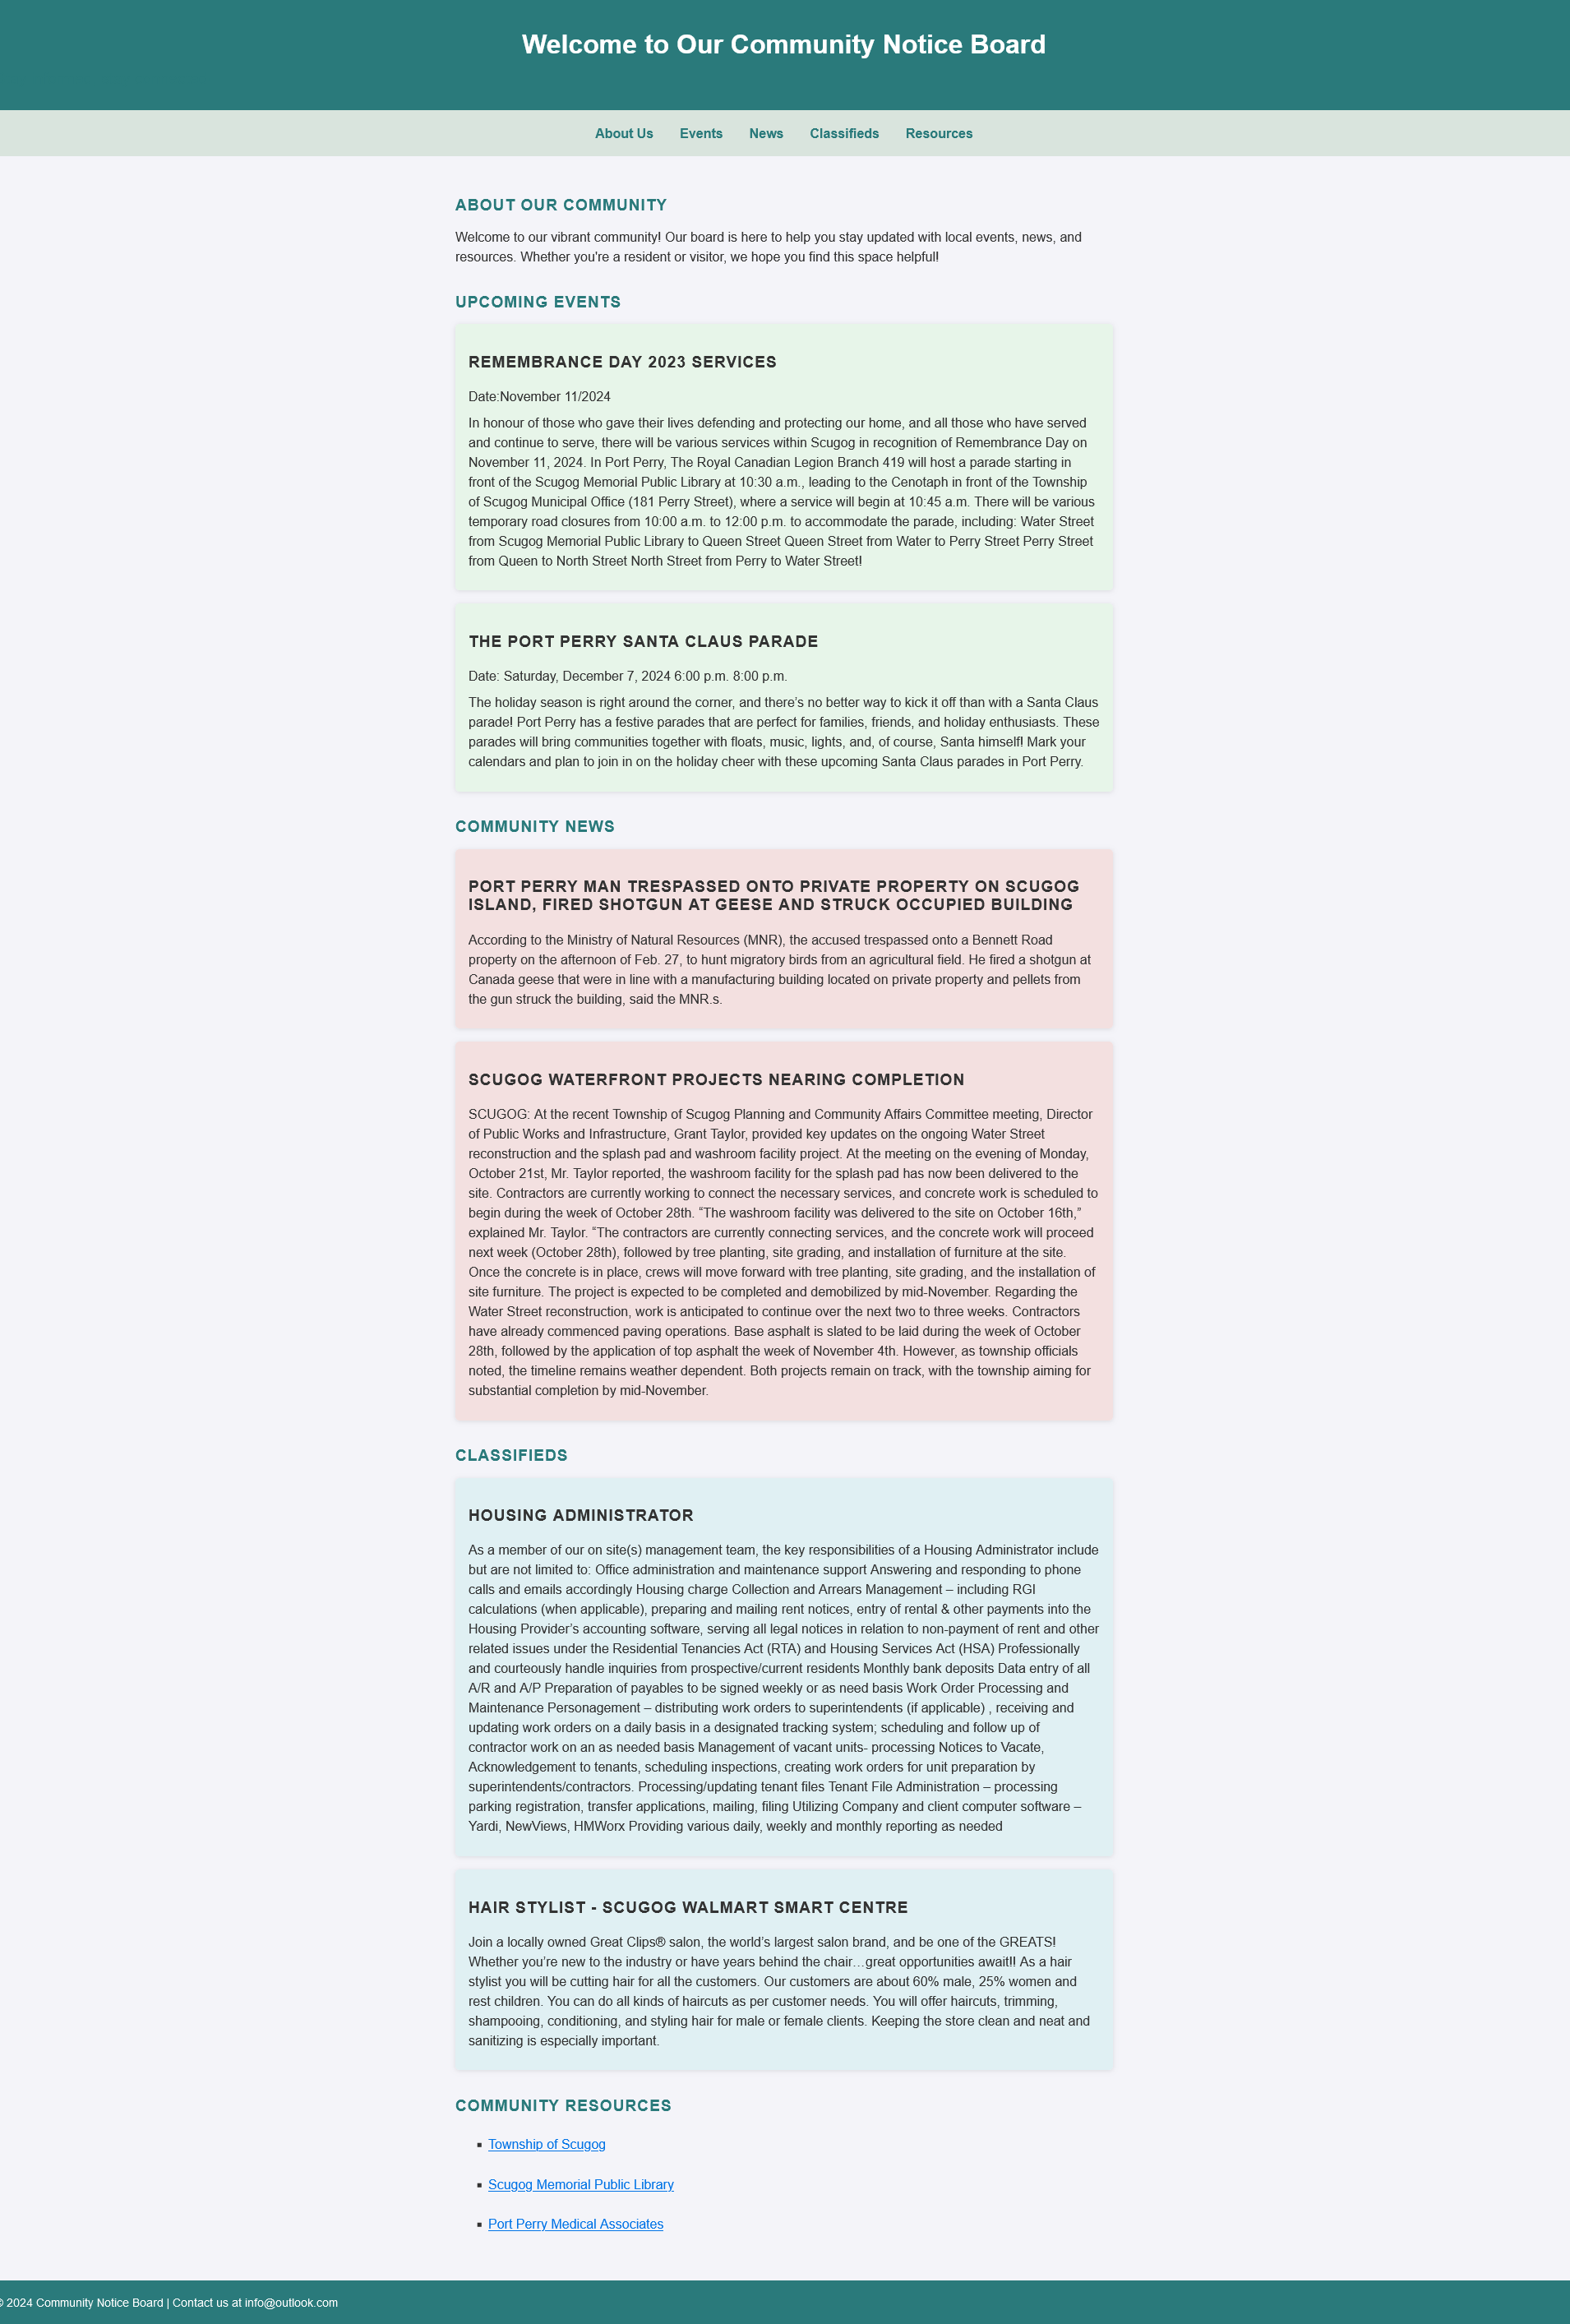 Welcome to Our Community Notice Board
About Us Events News Classifieds Resources
ABOUT OUR COMMUNITY
Welcome to our vibrant community! Our board is here to help you stay updated with local events, news, and
resources. Whether you're a resident or visitor, we hope you find this space helpful!
UPCOMING EVENTS
REMEMBRANCE DAY 2023 SERVICES
Date:November 11/2024
In honour of those who gave their lives defending and protecting our home, and all those who have served
and continue to serve, there will be various services within Scugog in recognition of Remembrance Day on
November 11, 2024. In Port Perry, The Royal Canadian Legion Branch 419 will host a parade starting in
front of the Scugog Memorial Public Library at 10:30 a.m., leading to the Cenotaph in front of the Township
of Scugog Municipal Office (181 Perry Street), where a service will begin at 10:45 a.m. There will be various
temporary road closures from 10:00 a.m. to 12:00 p.m. to accommodate the parade, including: Water Street
from Scugog Memorial Public Library to Queen Street Queen Street from Water to Perry Street Perry Street
from Queen to North Street North Street from Perry to Water Street!
THE PORT PERRY SANTA CLAUS PARADE
Date: Saturday, December 7, 2024 6:00 p.m. 8:00 p.m.
The holiday season is right around the corner, and there’s no better way to kick it off than with a Santa Claus
parade! Port Perry has a festive parades that are perfect for families, friends, and holiday enthusiasts. These
parades will bring communities together with floats, music, lights, and, of course, Santa himself! Mark your
calendars and plan to join in on the holiday cheer with these upcoming Santa Claus parades in Port Perry.
COMMUNITY NEWS
PORT PERRY MAN TRESPASSED ONTO PRIVATE PROPERTY ON SCUGOG
ISLAND, FIRED SHOTGUN AT GEESE AND STRUCK OCCUPIED BUILDING
According to the Ministry of Natural Resources (MNR), the accused trespassed onto a Bennett Road
property on the afternoon of Feb. 27, to hunt migratory birds from an agricultural field. He fired a shotgun at
Canada geese that were in line with a manufacturing building located on private property and pellets from
the gun struck the building, said the MNR.s.
SCUGOG WATERFRONT PROJECTS NEARING COMPLETION
SCUGOG: At the recent Township of Scugog Planning and Community Affairs Committee meeting, Director
of Public Works and Infrastructure, Grant Taylor, provided key updates on the ongoing Water Street
reconstruction and the splash pad and washroom facility project. At the meeting on the evening of Monday,
October 21st, Mr. Taylor reported, the washroom facility for the splash pad has now been delivered to the
site. Contractors are currently working to connect the necessary services, and concrete work is scheduled to
begin during the week of October 28th. “The washroom facility was delivered to the site on October 16th,”
explained Mr. Taylor. “The contractors are currently connecting services, and the concrete work will proceed
next week (October 28th), followed by tree planting, site grading, and installation of furniture at the site.
Once the concrete is in place, crews will move forward with tree planting, site grading, and the installation of
site furniture. The project is expected to be completed and demobilized by mid-November. Regarding the
Water Street reconstruction, work is anticipated to continue over the next two to three weeks. Contractors
have already commenced paving operations. Base asphalt is slated to be laid during the week of October
28th, followed by the application of top asphalt the week of November 4th. However, as township officials
noted, the timeline remains weather dependent. Both projects remain on track, with the township aiming for
substantial completion by mid-November.
CLASSIFIEDS
HOUSING ADMINISTRATOR
As a member of our on site(s) management team, the key responsibilities of a Housing Administrator include
but are not limited to: Office administration and maintenance support Answering and responding to phone
calls and emails accordingly Housing charge Collection and Arrears Management – including RGI
calculations (when applicable), preparing and mailing rent notices, entry of rental & other payments into the
Housing Provider’s accounting software, serving all legal notices in relation to non-payment of rent and other
related issues under the Residential Tenancies Act (RTA) and Housing Services Act (HSA) Professionally
and courteously handle inquiries from prospective/current residents Monthly bank deposits Data entry of all
A/R and A/P Preparation of payables to be signed weekly or as need basis Work Order Processing and
Maintenance Personagement – distributing work orders to superintendents (if applicable) , receiving and
updating work orders on a daily basis in a designated tracking system; scheduling and follow up of
contractor work on an as needed basis Management of vacant units- processing Notices to Vacate,
Acknowledgement to tenants, scheduling inspections, creating work orders for unit preparation by
superintendents/contractors. Processing/updating tenant files Tenant File Administration – processing
parking registration, transfer applications, mailing, filing Utilizing Company and client computer software –
Yardi, NewViews, HMWorx Providing various daily, weekly and monthly reporting as needed
HAIR STYLIST - SCUGOG WALMART SMART CENTRE
Join a locally owned Great Clips® salon, the world’s largest salon brand, and be one of the GREATS!
Whether you’re new to the industry or have years behind the chair…great opportunities await!! As a hair
stylist you will be cutting hair for all the customers. Our customers are about 60% male, 25% women and
rest children. You can do all kinds of haircuts as per customer needs. You will offer haircuts, trimming,
shampooing, conditioning, and styling hair for male or female clients. Keeping the store clean and neat and
sanitizing is especially important.
COMMUNITY RESOURCES
Township of Scugog
Scugog Memorial Public Library
Port Perry Medical Associates
© 2024 Community Notice Board | Contact us at info@outlook.com